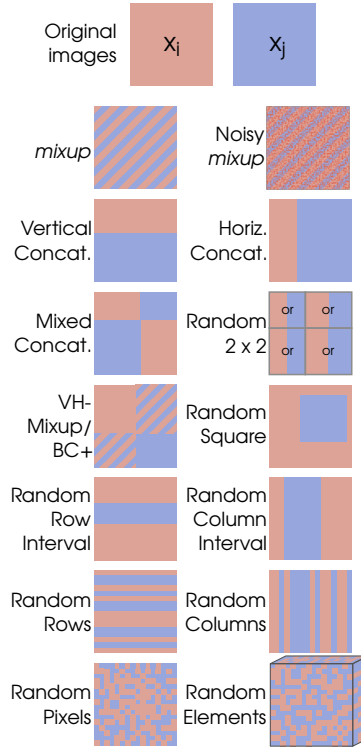 Original
images
xi
xj
mixup
Noisy
mixup
Vertical
Concat.
Horiz.
Concat.
Mixed
Concat.
Random
2 x 2
or
or
or
or
VH-
Mixup/
BC+
Random
Square
Random
Row
Interval
Random
Column
Interval
Random
Rows
Random
Columns
Random
Pixels
Random
Elements